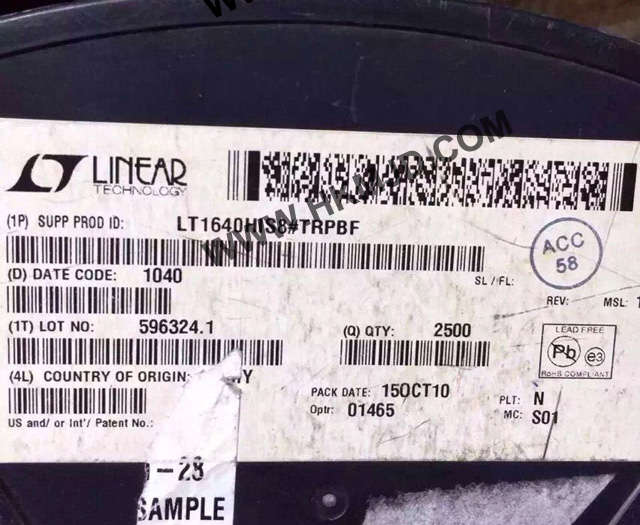 LINEAR
TECHNOLOGY
(1P) SUPP PROD ID: LT1640HIS8#TRPBF
ACC
58
(D) DATE CODE: 1040
SL / FL:
REV: MSL: 1
(1T) LOT NO: 596324.1
(Q) QTY: 2500
LEAD FREE
Pb e3
RoHS COMPLIANT
(4L) COUNTRY OF ORIGIN:
PACK DATE: 15OCT10
Optr: 01465
PLT: N
MC: S01
US and/ or Int'/ Patent No.:
-28
SAMPLE